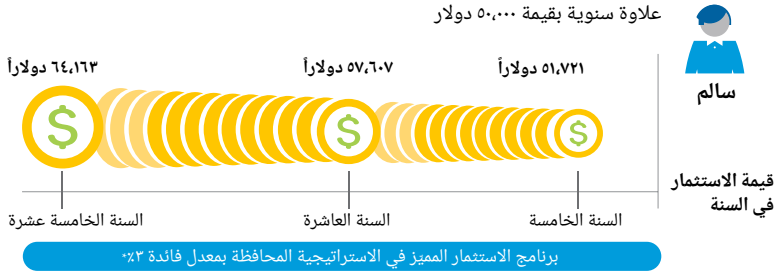 علاوة سنوية بقيمة ٥٠،٠٠٠ دولار
سالم
٥١،٧٢١ دولاراً
٥٧،٦٠٧ دولاراً
٦٤،١٦٣ دولاراً
$
$
$
قيمة الاستثمار
في السنة
السنة الخامسة
السنة العاشرة
السنة الخامسة عشرة
برنامج الاستثمار المميز في الاستراتيجية المحافظة بمعدل فائدة ٣٪*